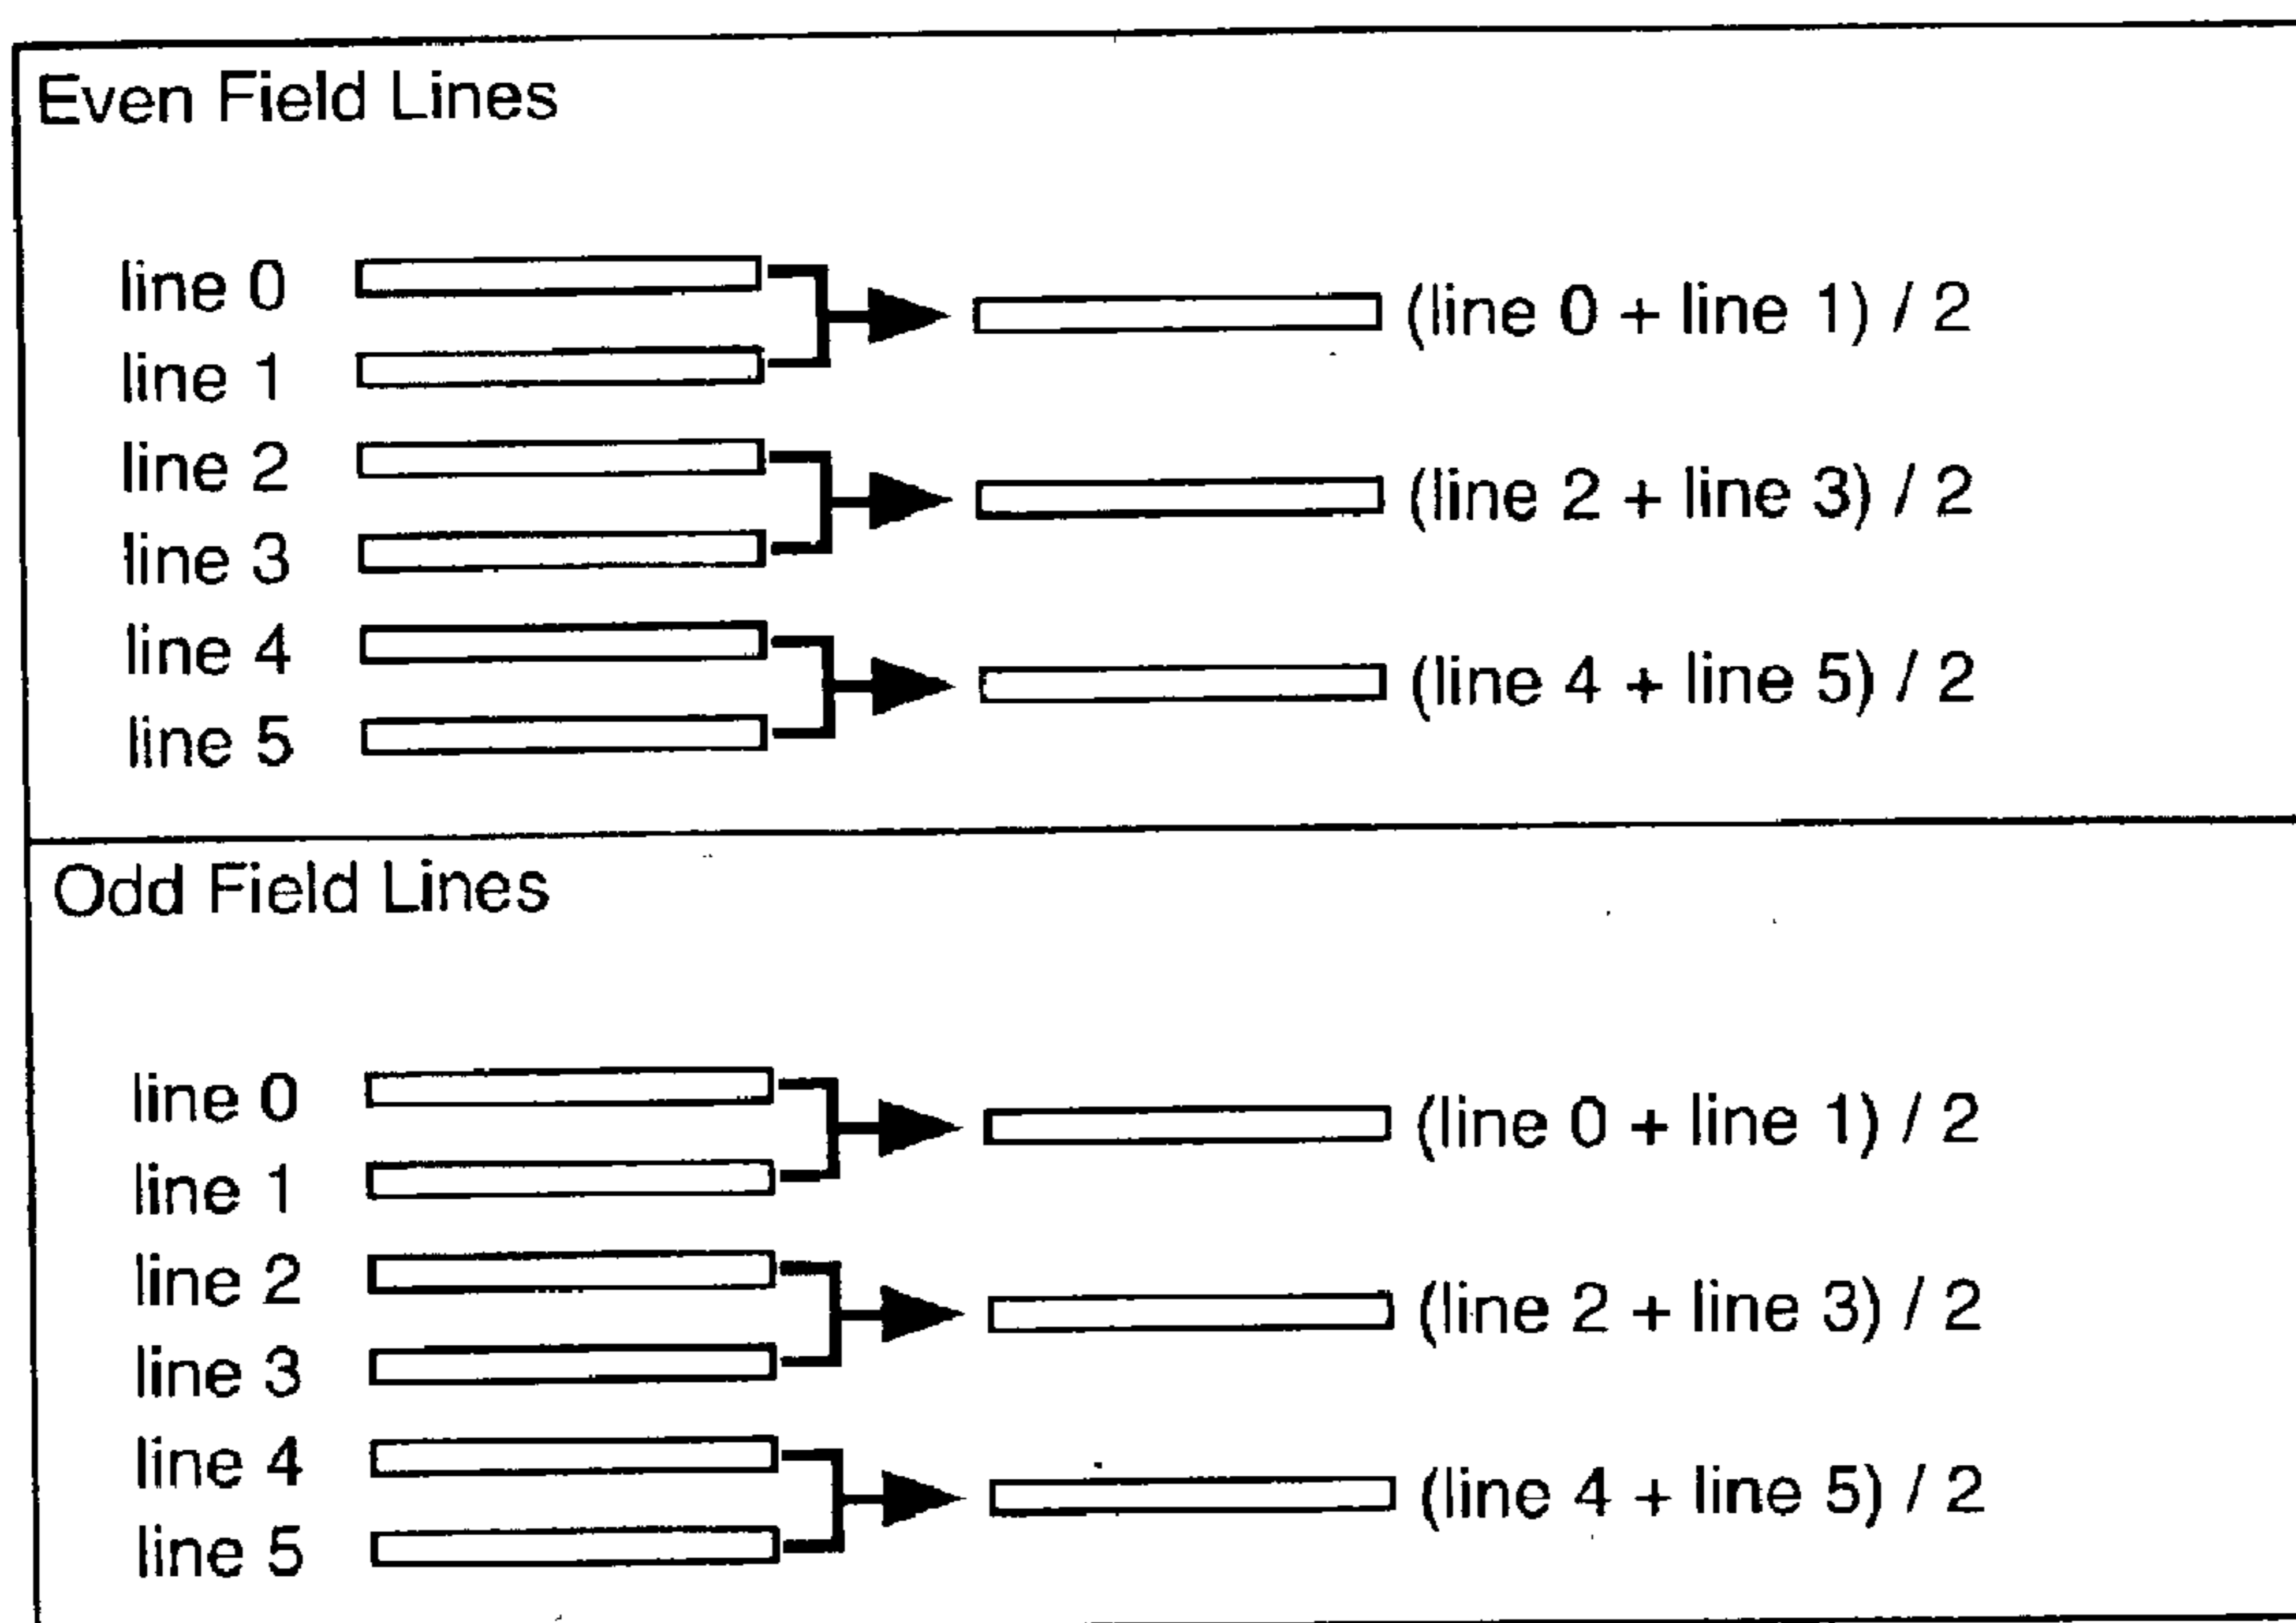 Even Field Lines
line 0
(line 0 + line 1) / 2
line 1
line 2
(line 2 + line 3) / 2
line 3
line 4
(line 4 + line 5) / 2
line 5
Odd Field Lines
line 0
(line 0 + line 1) / 2
line 1
line 2
(line 2 + line 3) / 2
line 3
line 4
(line 4 + line 5) / 2
line 5